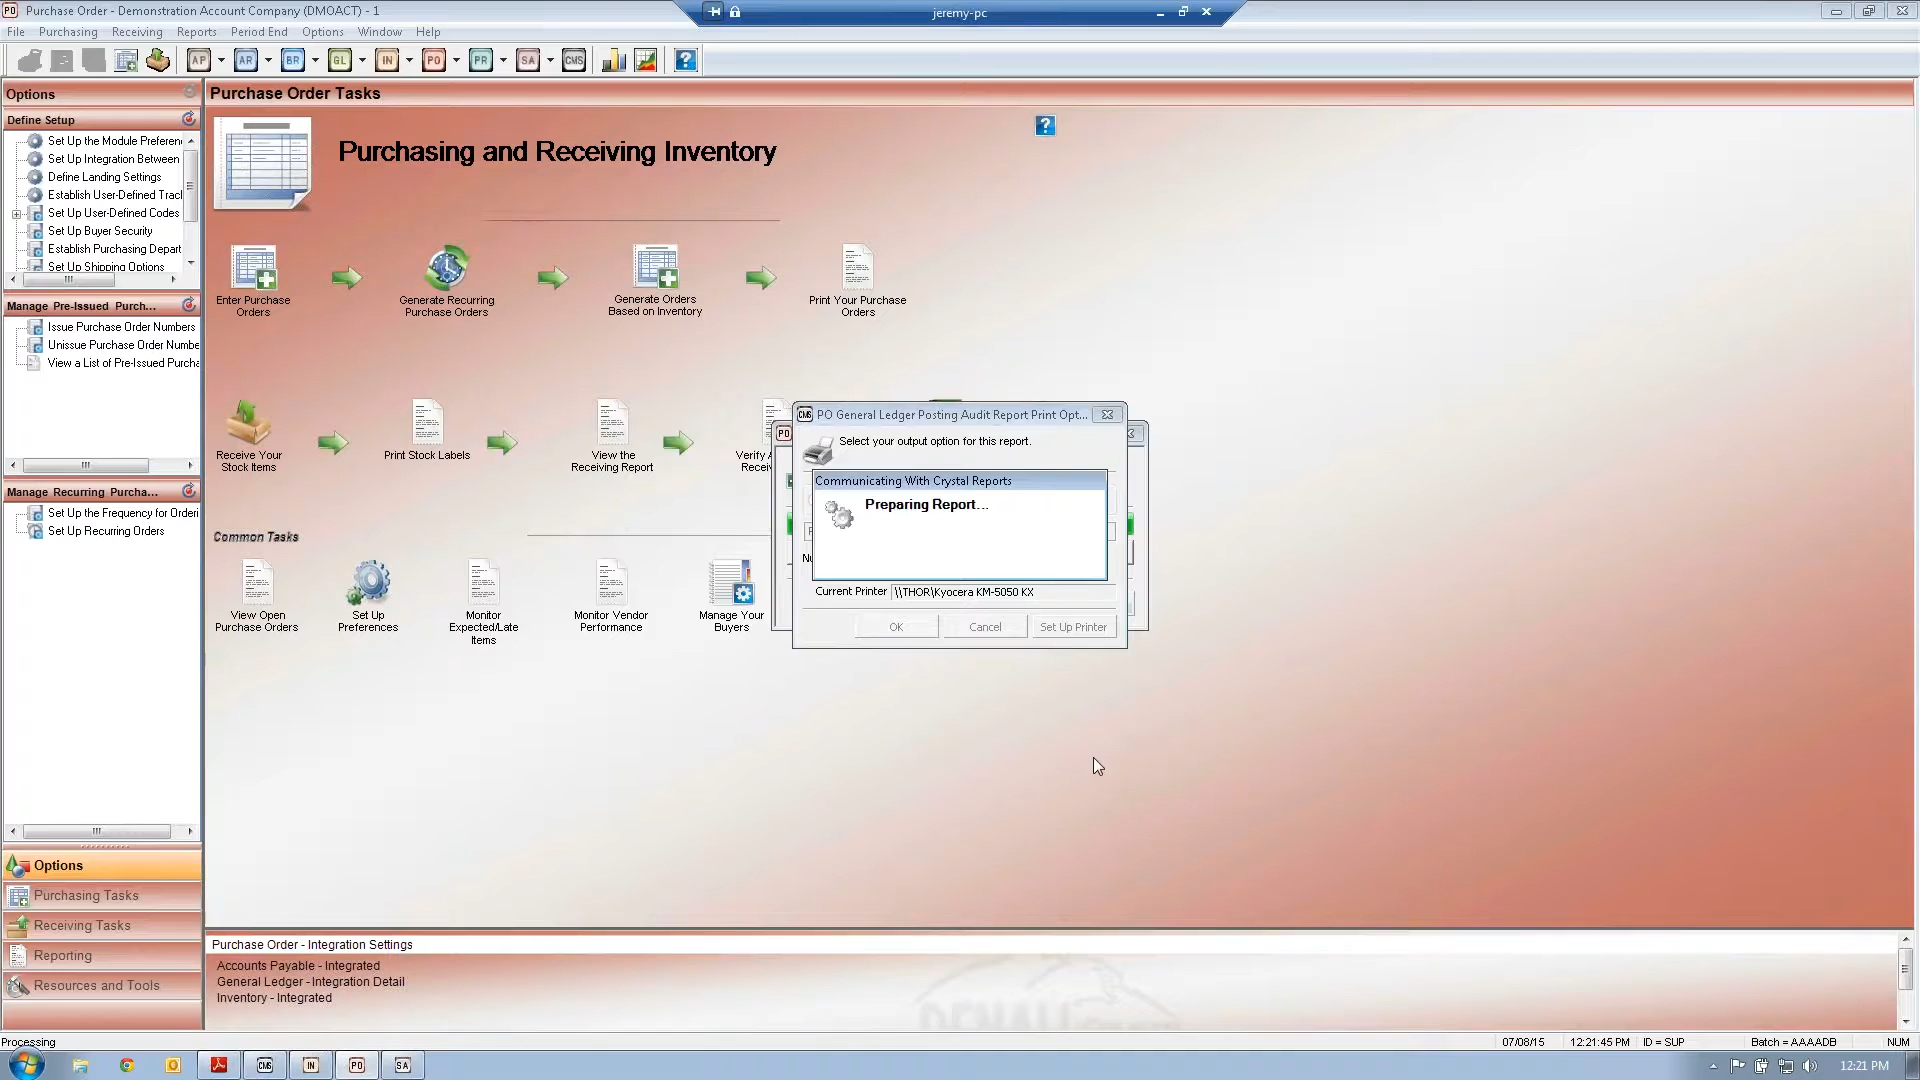 Purchase Order - Demonstration Account Company (DMOACT) - 1
jeremy-pc
File Purchasing Receiving Reports Period End Options Window Help
AP AR BR GL IN PO PR SA CMS
Options
Purchase Order Tasks
Define Setup
Set Up the Module Preferen
Set Up Integration Between
Define Landing Settings
Establish User-Defined Tracl
Set Up User-Defined Codes
Set Up Buyer Security
Establish Purchasing Depart
Set Up Shipping Options
Manage Pre-Issued Purch...
Issue Purchase Order Numbers
Unissue Purchase Order Numbe
View a List of Pre-Issued Purcha
Manage Recurring Purcha...
Set Up the Frequency for Orderi
Set Up Recurring Orders
Options
Purchasing Tasks
Receiving Tasks
Reporting
Resources and Tools
Purchasing and Receiving Inventory
Enter Purchase
Orders
Generate Recurring
Purchase Orders
Generate Orders
Based on Inventory
Print Your Purchase
Orders
Receive Your
Stock Items
Print Stock Labels
View the
Receiving Report
Verify A
Recei
Common Tasks
View Open
Purchase Orders
Set Up
Preferences
Monitor
Expected/Late
Items
Monitor Vendor
Performance
Manage Your
Buyers
PO
CMS PO General Ledger Posting Audit Report Print Opt...
Select your output option for this report.
Communicating With Crystal Reports
Preparing Report...
Current Printer \\THOR\Kyocera KM-5050 KX
OK Cancel Set Up Printer
Purchase Order - Integration Settings
Accounts Payable - Integrated
General Ledger - Integration Detail
Inventory - Integrated
DENALI
Processing
07/08/15 12:21:45 PM ID = SUP Batch = AAAADB NUM
CMS IN PO SA
12:21 PM